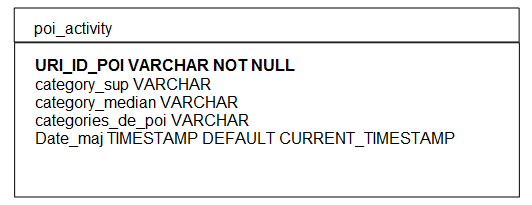 poi_activity
URI_ID_POI VARCHAR NOT NULL
category_sup VARCHAR
category_median VARCHAR
categories_de_poi VARCHAR
Date_maj TIMESTAMP DEFAULT CURRENT_TIMESTAMP